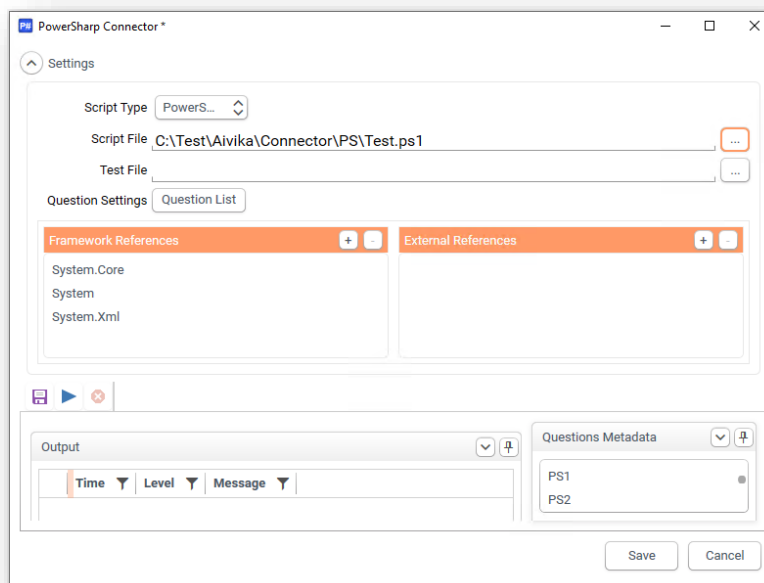 PowerSharp Connector *
Settings
Script Type PowerS...
Script File C:\Test\Aivika\Connector\PS\Test.ps1 ...
Test File ...
Question Settings Question List
Framework References + -
External References + -
System.Core
System
System.Xml
Output
Time Level Message
Questions Metadata
PS1
PS2
Save Cancel